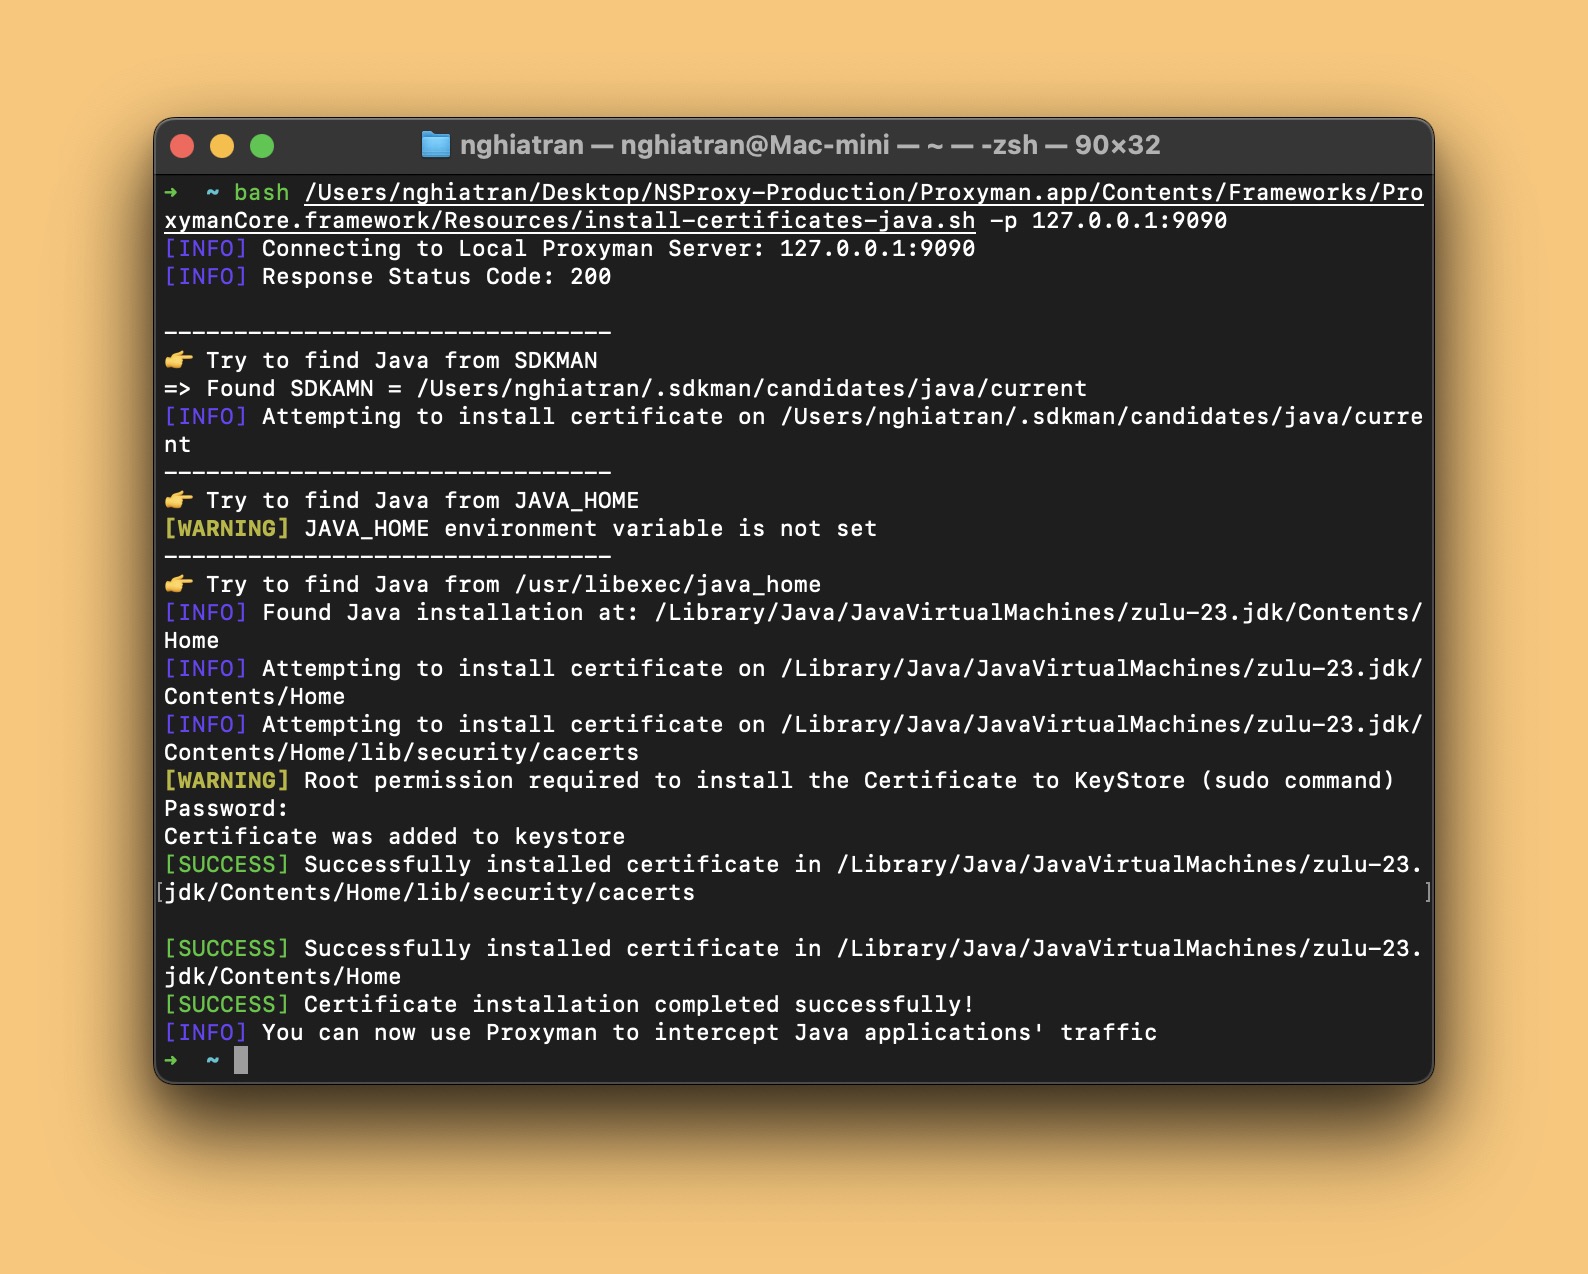 nghiatran — nghiatran@Mac-mini — ~ — -zsh — 90×32
➜  ~ bash /Users/nghiatran/Desktop/NSProxy-Production/Proxyman.app/Contents/Frameworks/Pro
xymanCore.framework/Resources/install-certificates-java.sh -p 127.0.0.1:9090
[INFO] Connecting to Local Proxyman Server: 127.0.0.1:9090
[INFO] Response Status Code: 200
--------------------------------
👉 Try to find Java from SDKMAN
=> Found SDKAMN = /Users/nghiatran/.sdkman/candidates/java/current
[INFO] Attempting to install certificate on /Users/nghiatran/.sdkman/candidates/java/curre
nt
--------------------------------
👉 Try to find Java from JAVA_HOME
[WARNING] JAVA_HOME environment variable is not set
--------------------------------
👉 Try to find Java from /usr/libexec/java_home
[INFO] Found Java installation at: /Library/Java/JavaVirtualMachines/zulu-23.jdk/Contents/
Home
[INFO] Attempting to install certificate on /Library/Java/JavaVirtualMachines/zulu-23.jdk/
Contents/Home
[INFO] Attempting to install certificate on /Library/Java/JavaVirtualMachines/zulu-23.jdk/
Contents/Home/lib/security/cacerts
[WARNING] Root permission required to install the Certificate to KeyStore (sudo command)
Password:
Certificate was added to keystore
[SUCCESS] Successfully installed certificate in /Library/Java/JavaVirtualMachines/zulu-23.
[jdk/Contents/Home/lib/security/cacerts ]
[SUCCESS] Successfully installed certificate in /Library/Java/JavaVirtualMachines/zulu-23.
jdk/Contents/Home
[SUCCESS] Certificate installation completed successfully!
[INFO] You can now use Proxyman to intercept Java applications' traffic
➜  ~